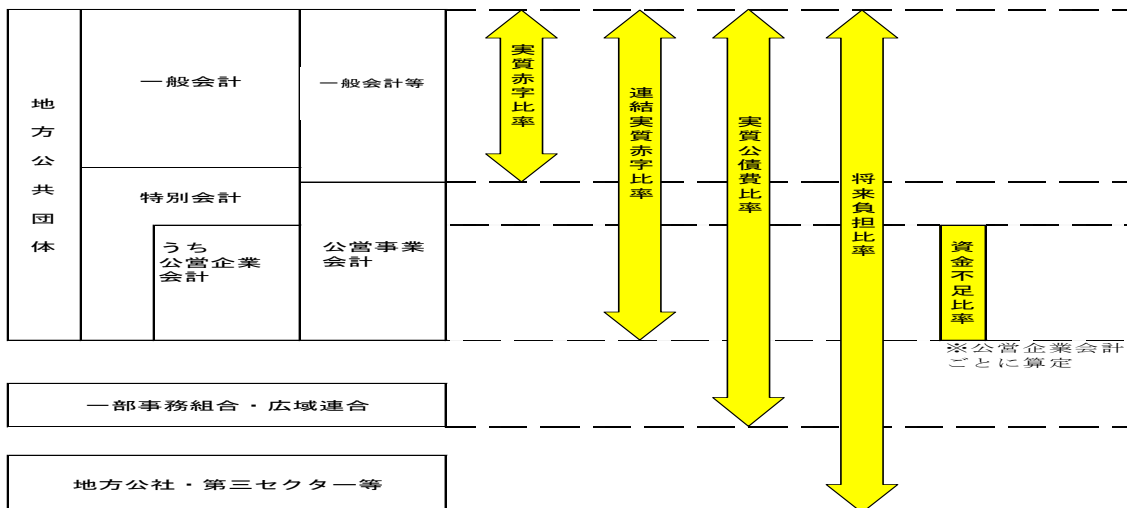 地方公共団体
一般会計
一般会計等
特別会計
うち
公営企業
会計
公営事業
会計
実質赤字比率
連結実質赤字比率
実質公債費比率
将来負担比率
資金不足比率
※公営企業会計
ごとに算定
一部事務組合・広域連合
地方公社・第三セクター等